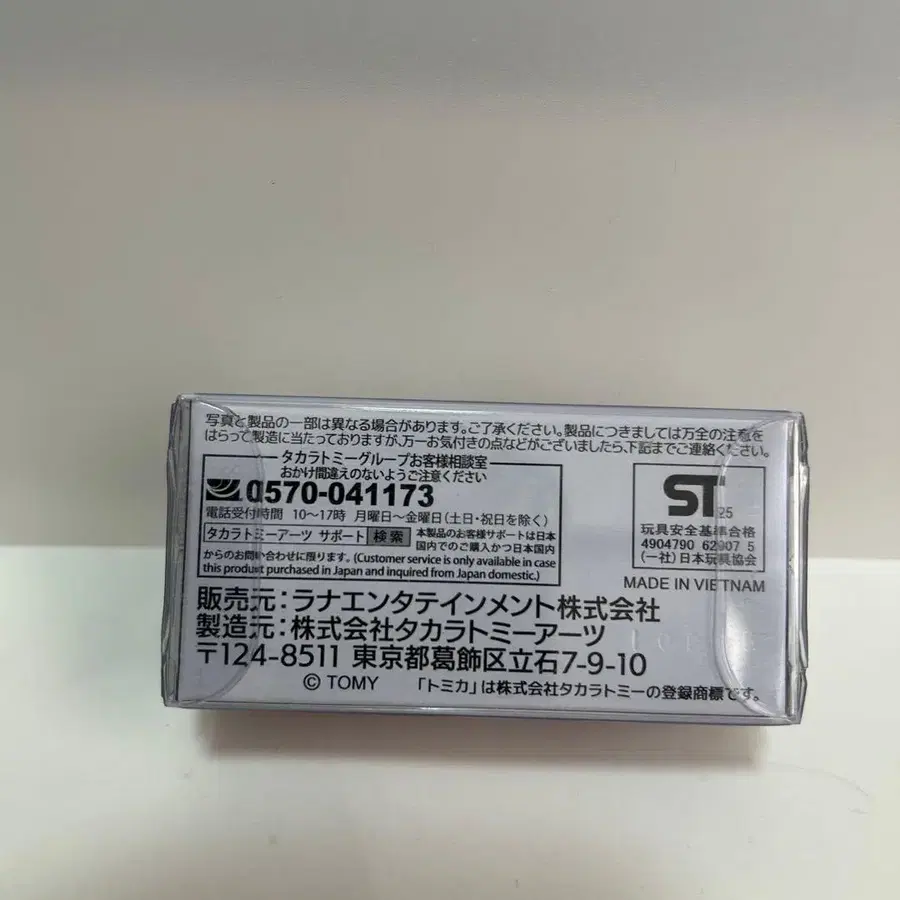 写真と製品の一部は異なる場合があります。ご了承ください。製品につきましては万全の注意を
はらって製造に当たっておりますが、万一お気付きの点などがございましたら、下記までご連絡ください。
タカラトミーグループお客様相談室
おかけ間違えのないようご注意ください
0570-041173
電話受付時間 10〜17時 月曜日〜金曜日(土日・祝日を除く)
タカラトミーアーツ サポート 検索 本製品のお客様サポートは日本
国内でのご購入かつ日本国内
からのお問い合わせに限ります。(Customer service is only available in case
this product purchased in Japan and inquired from Japan domestic.)
ST 25
玩具安全基準合格
4904790 62907 5
(一社)日本玩具協会
MADE IN VIETNAM
販売元:ラナエンタテインメント株式会社
製造元:株式会社タカラトミーアーツ
〒124-8511 東京都葛飾区立石7-9-10
© TOMY 「トミカ」は株式会社タカラトミーの登録商標です。